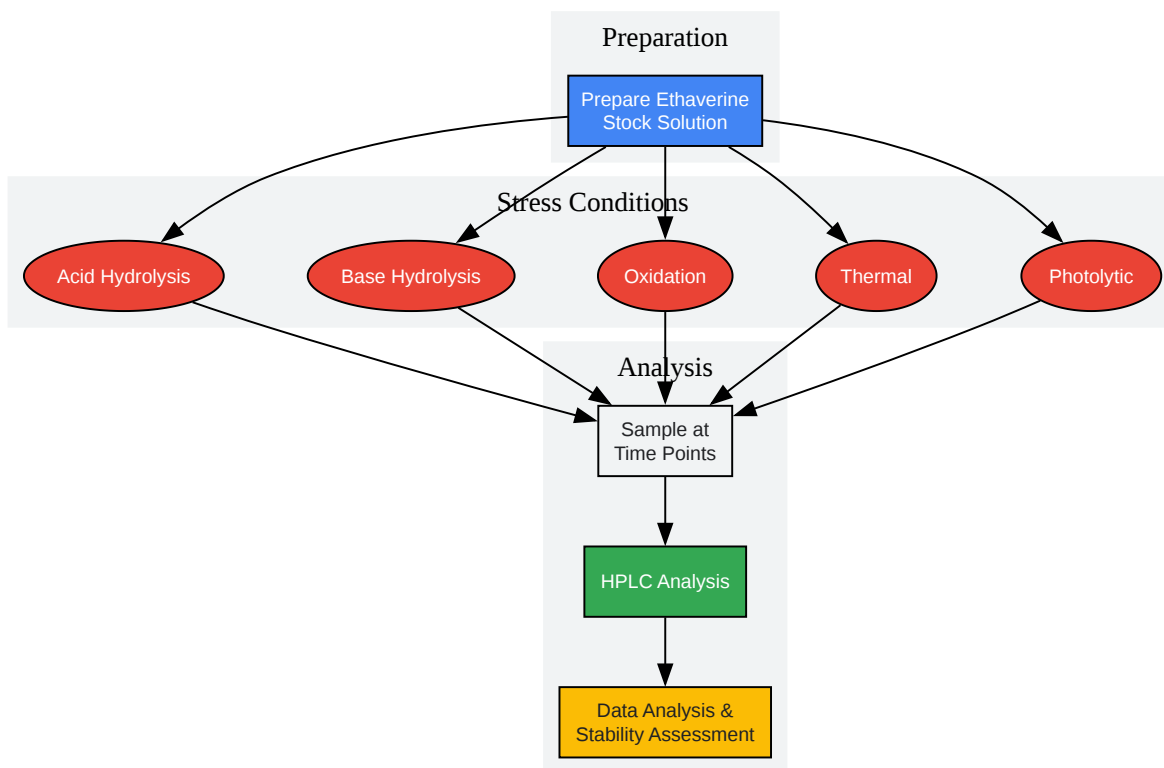 Preparation
Prepare Ethaverine
Stock Solution
Stress Conditions
Acid Hydrolysis
Base Hydrolysis
Oxidation
Thermal
Photolytic
Analysis
Sample at
Time Points
HPLC Analysis
Data Analysis &
Stability Assessment